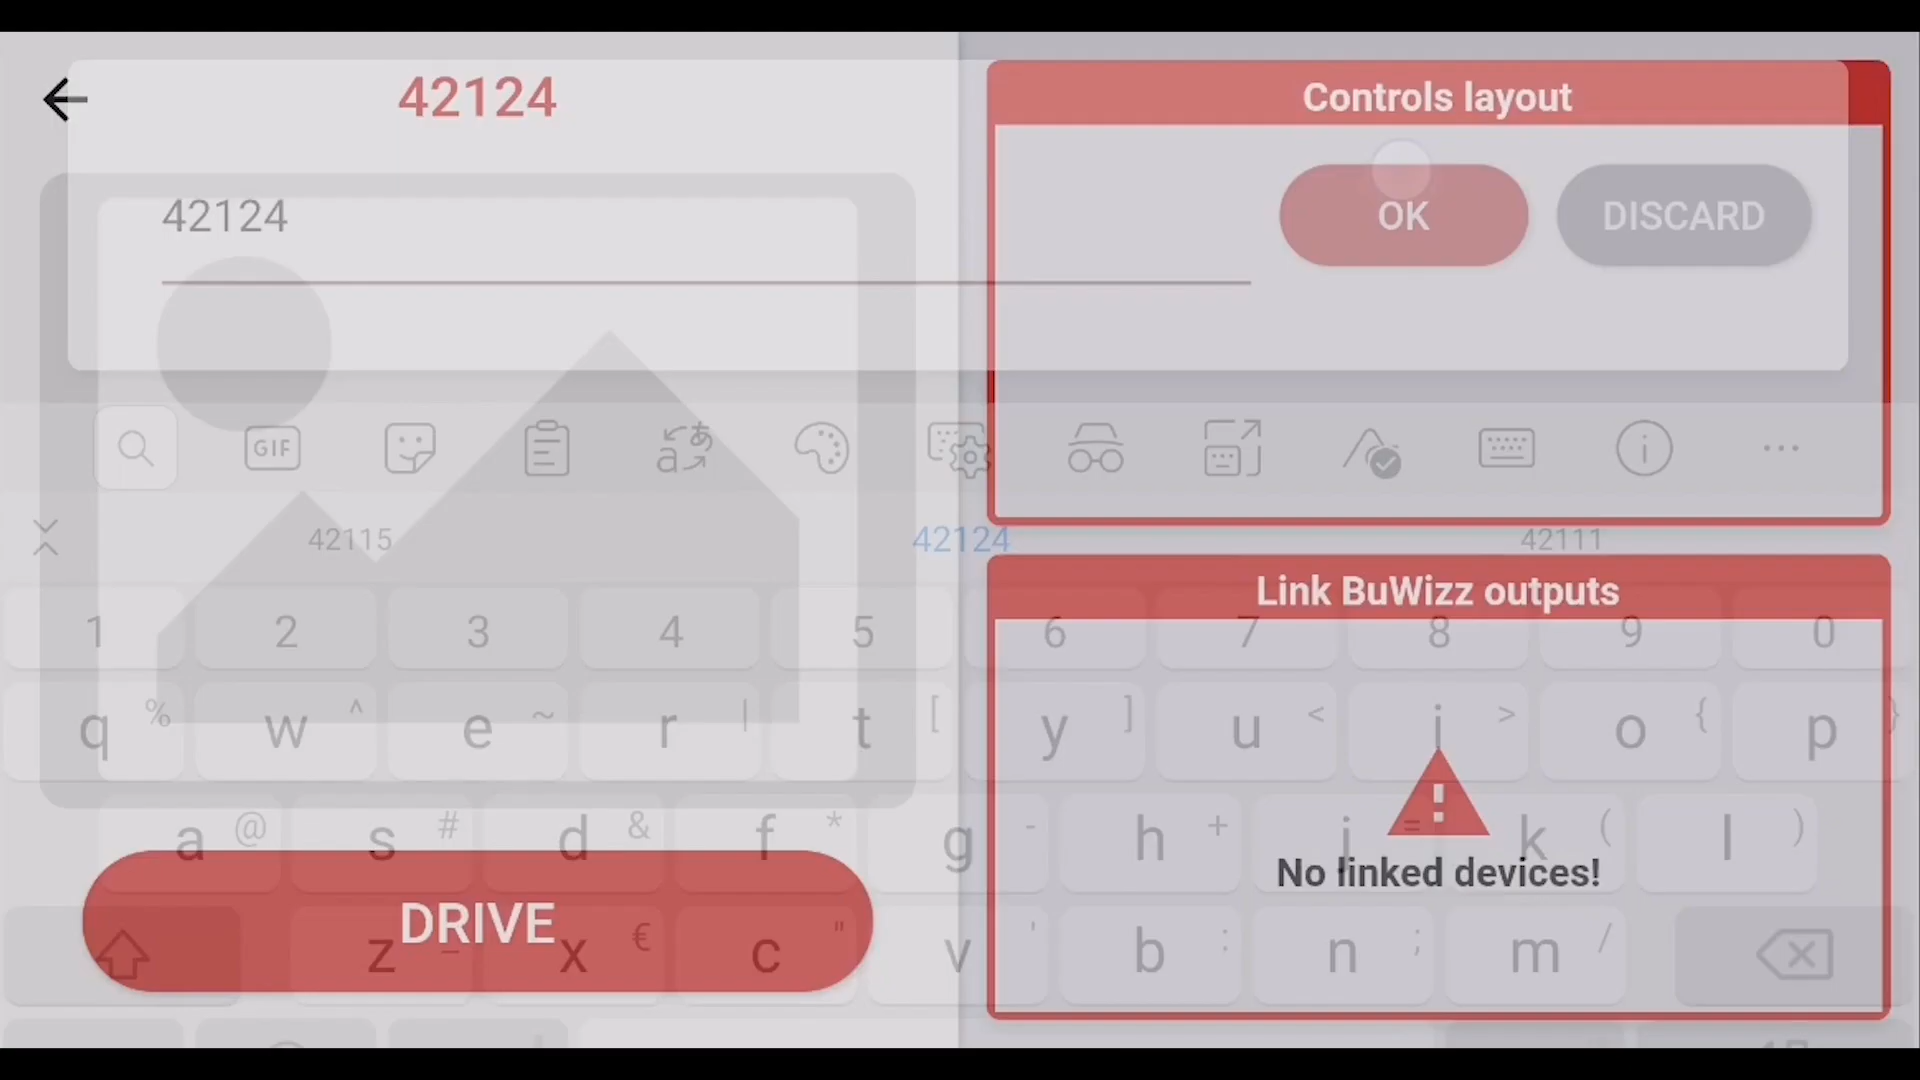 42124
Controls layout
42124
OK DISCARD
GIF
42115 42124 42111
Link BuWizz outputs
1 2 3 4 5 6 7 8 9 0
q % w ^ e ~ r | t [ y ] u < i > o { p }
a @ s # d & f * g - h + j = k ( l )
No linked devices!
DRIVE
z _ x € c " v ' b : n ; m /